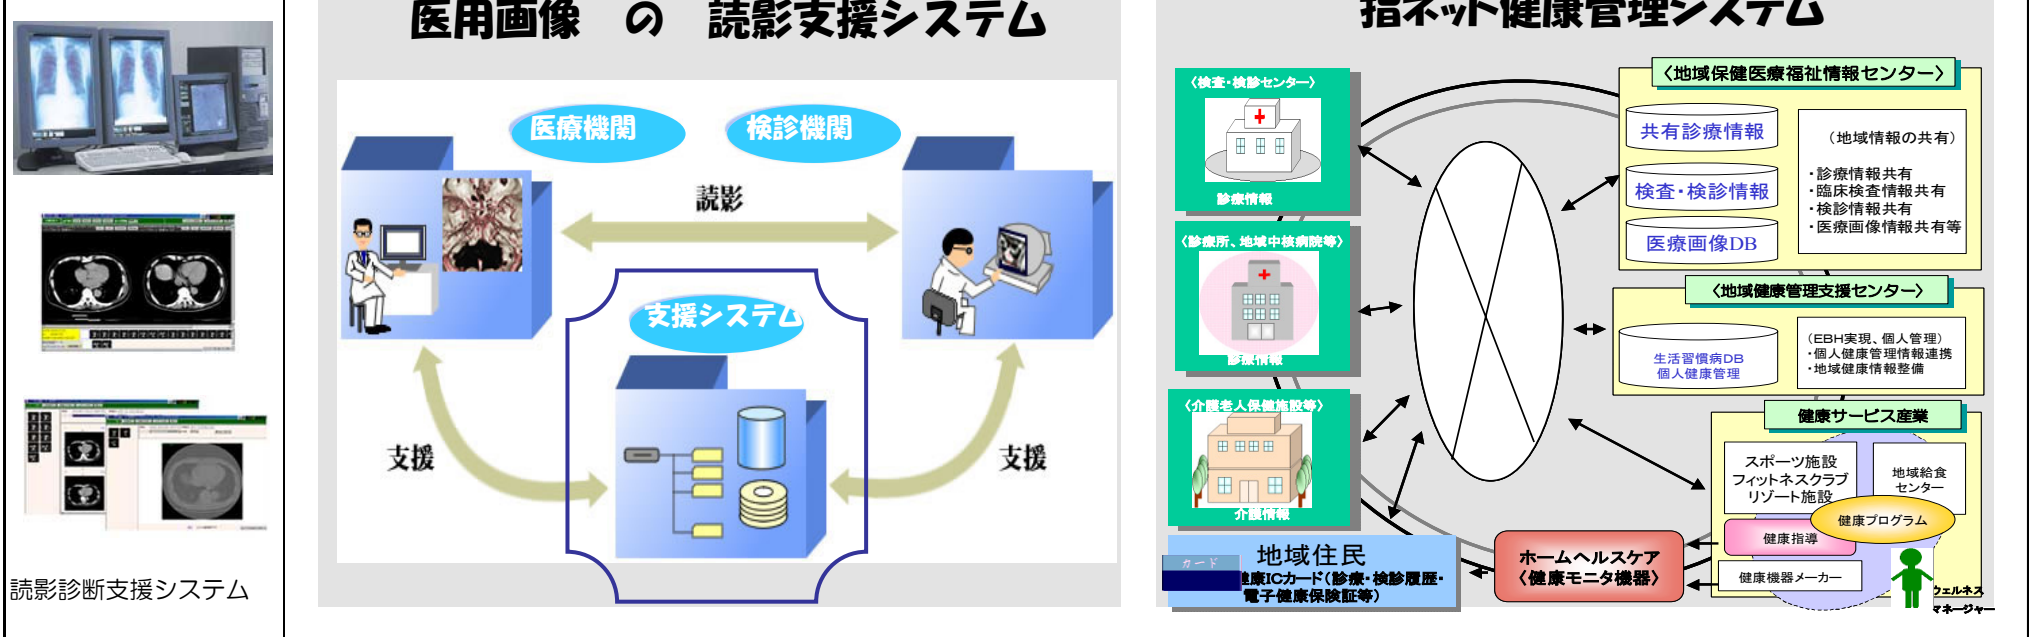 読影診断支援システム
医用画像　の　読影支援システム
医療機関
検診機関
読影
支援システム
支援
支援
指ネット健康管理システム
〈検査・検診センター〉
診療情報
〈診療所、地域中核病院等〉
診療情報
〈介護老人保健施設等〉
介護情報
〈地域保健医療福祉情報センター〉
共有診療情報
検査・検診情報
医療画像DB
（地域情報の共有）
・診療情報共有
・臨床検査情報共有
・検診情報共有
・医療画像情報共有等
〈地域健康管理支援センター〉
生活習慣病DB
個人健康管理
（EBH実現、個人管理）
・個人健康管理情報連携
・地域健康情報整備
健康サービス産業
スポーツ施設
フィットネスクラブ
リゾート施設
地域給食
センター
健康プログラム
健康指導
健康機器メーカー
ウェルネス
マネージャー
ホームヘルスケア
〈健康モニタ機器〉
地域住民
カード
健康ICカード（診療・検診履歴・
電子健康保険証等）